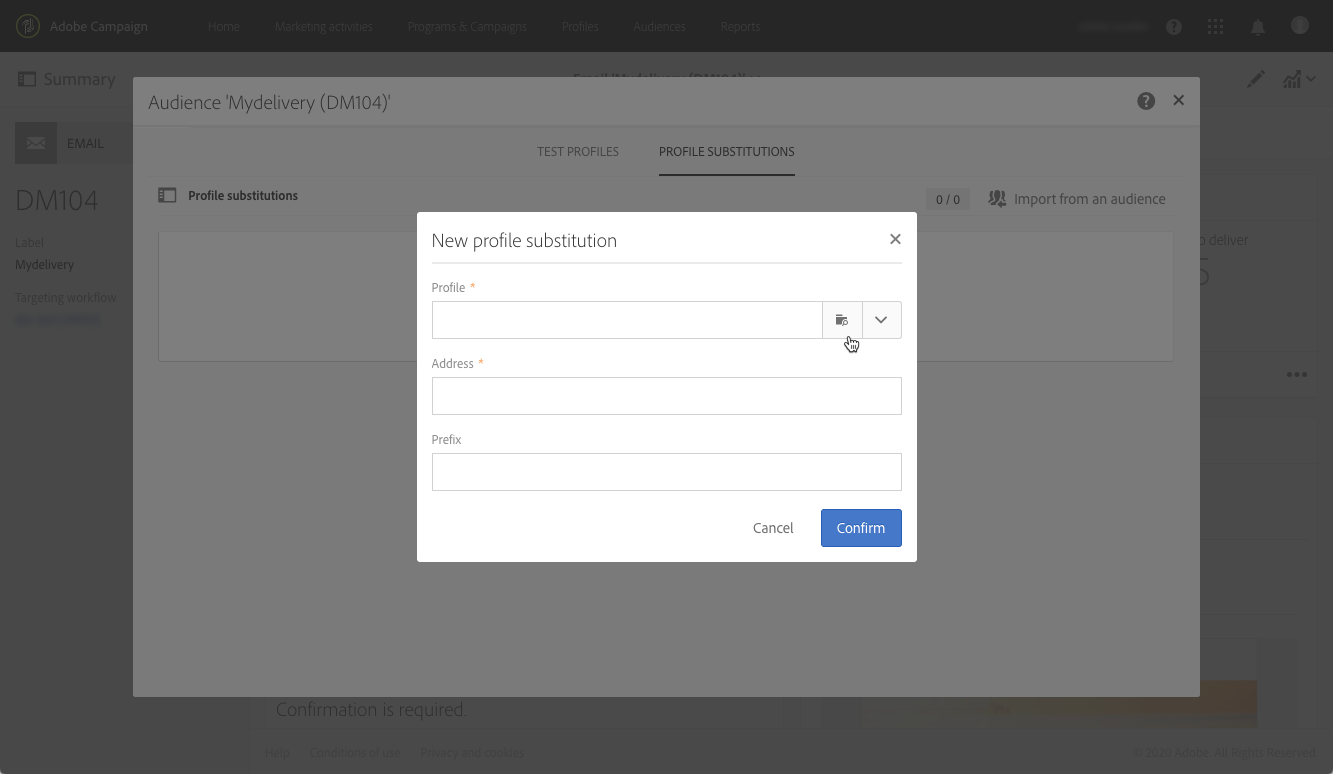 Adobe Campaign
Home
Marketing activities
Programs & Campaigns
Profiles
Audiences
Reports
Summary
Audience 'Mydelivery (DM104)'
EMAIL
TEST PROFILES
PROFILE SUBSTITUTIONS
DM104
Profile substitutions
0 / 0
Import from an audience
Label
Mydelivery
Targeting workflow
deliver
New profile substitution
Profile *
Address *
Prefix
Cancel
Confirm
Confirmation is required.
Help
Conditions of use
Privacy and cookies
© 2020 Adobe. All Rights Reserved.